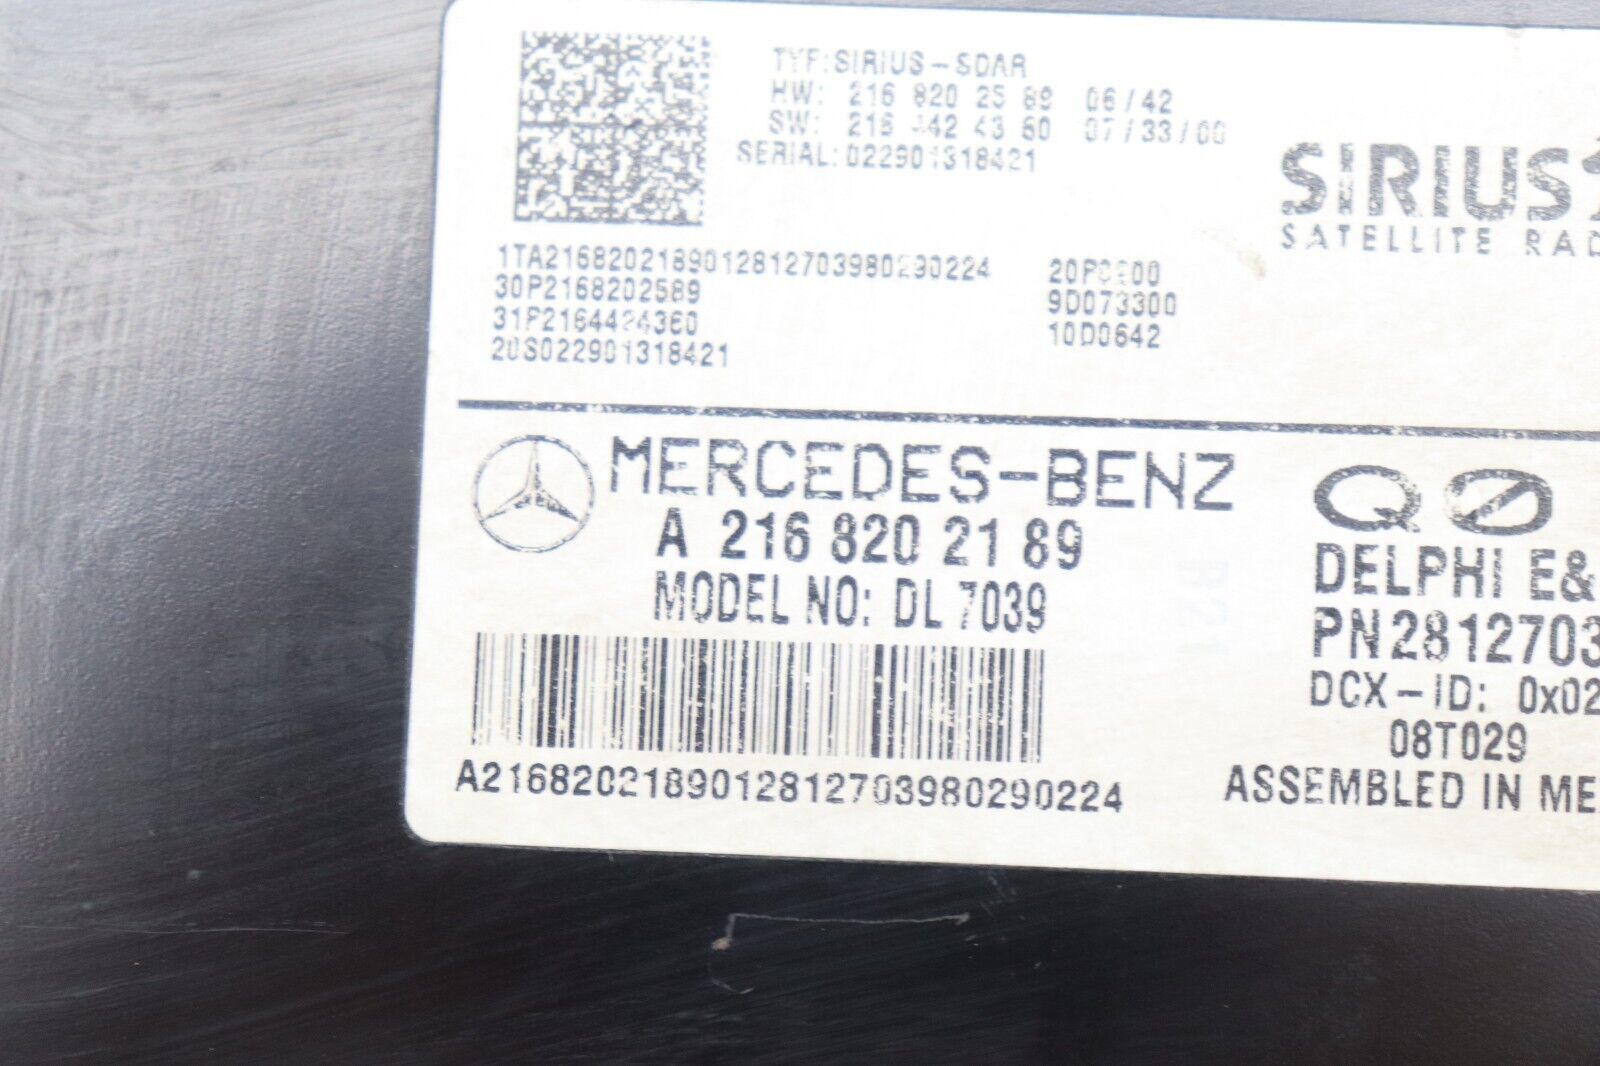 TYP: SIRIUS-SDAR
HW: 216 820 25 89 06/42
SW: 216 442 43 60 07/33/00
SERIAL: 022901318421
SIRIUS
SATELLITE RAD
1TA2168202189012812703980290224
20P0200
30P2168202589
9D073300
31P2164424360
10D0642
20S022901318421
MERCEDES-BENZ
A 216 820 21 89
MODEL NO: DL 7039
DELPHI E&
PN2812703
DCX-ID: 0x02
08T029
ASSEMBLED IN ME
A2168202189012812703980290224